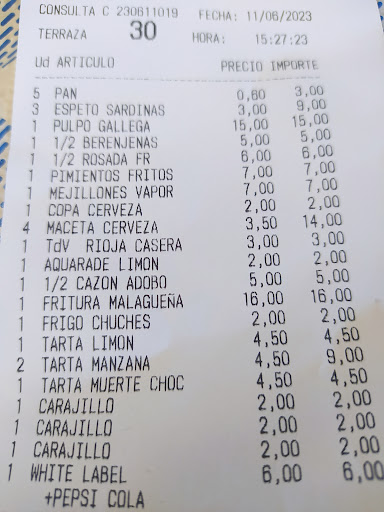 CONSULTA C 230611019 FECHA: 11/06/2023
TERRAZA 30 HORA: 15:27:23
Ud ARTICULO PRECIO IMPORTE
5 PAN 0,60 3,00
3 ESPETO SARDINAS 3,00 9,00
1 PULPO GALLEGA 15,00 15,00
1 1/2 BERENJENAS 5,00 5,00
1 1/2 ROSADA FR 6,00 6,00
1 PIMIENTOS FRITOS 7,00 7,00
1 MEJILLONES VAPOR 7,00 7,00
1 COPA CERVEZA 2,00 2,00
4 MACETA CERVEZA 3,50 14,00
1 TdV RIOJA CASERA 3,00 3,00
1 AQUARADE LIMON 2,00 2,00
1 1/2 CAZON ADOBO 5,00 5,00
1 FRITURA MALAGUEÑA 16,00 16,00
1 FRIGO CHUCHES 2,00 2,00
1 TARTA LIMON 4,50 4,50
2 TARTA MANZANA 4,50 9,00
1 TARTA MUERTE CHOC 4,50 4,50
1 CARAJILLO 2,00 2,00
1 CARAJILLO 2,00 2,00
1 CARAJILLO 2,00 2,00
1 WHITE LABEL 6,00 6,00
+PEPSI COLA